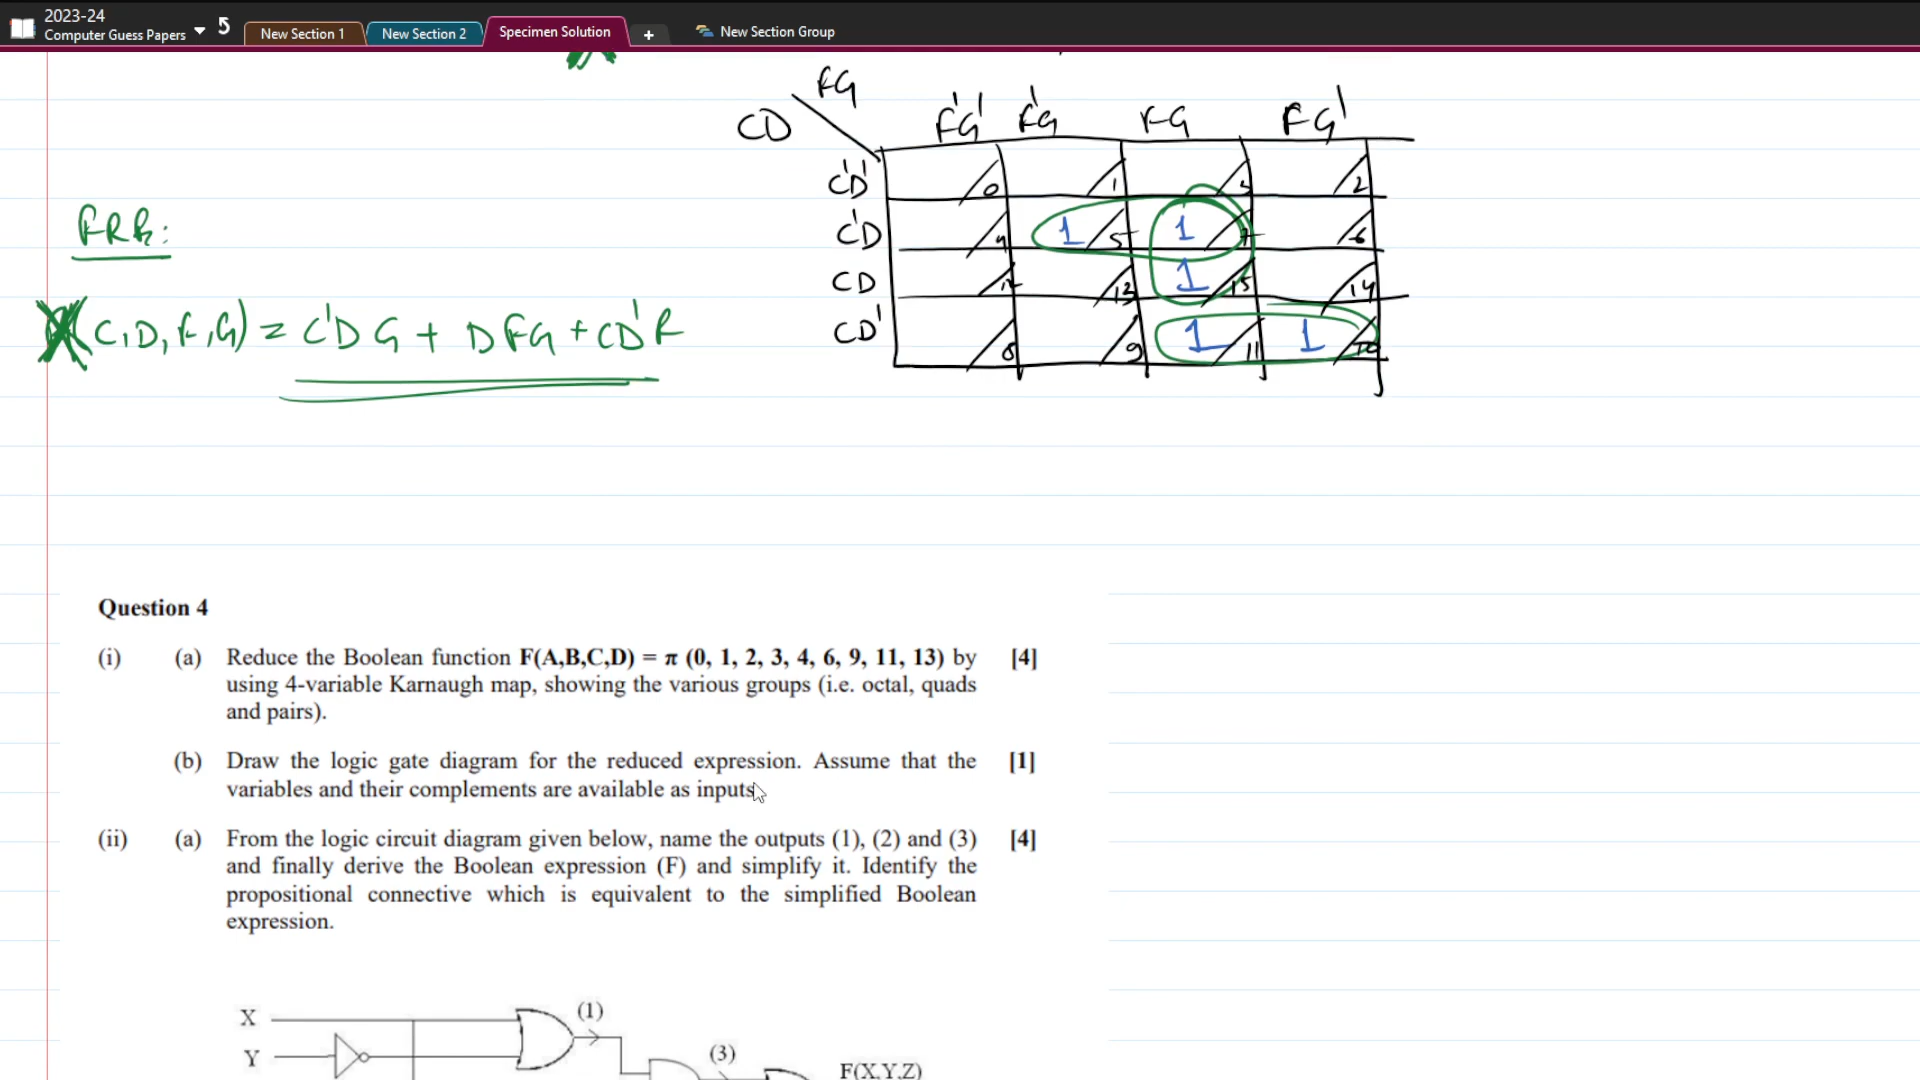 2023-24
Computer Guess Papers
New Section 1
New Section 2
Specimen Solution
+
New Section Group
FG
CD
F'G' F'G FG FG'
C'D' 0 1 3 2
C'D 4 1 5 1 7 6
CD 12 13 1 15 14
CD' 8 9 1 11 1 10
(C,D,F,G) = C'DG + DFG + CD'F
Question 4
(i) (a) Reduce the Boolean function F(A,B,C,D) = π (0, 1, 2, 3, 4, 6, 9, 11, 13) by [4]
using 4-variable Karnaugh map, showing the various groups (i.e. octal, quads
and pairs).
(b) Draw the logic gate diagram for the reduced expression. Assume that the [1]
variables and their complements are available as inputs
(ii) (a) From the logic circuit diagram given below, name the outputs (1), (2) and (3) [4]
and finally derive the Boolean expression (F) and simplify it. Identify the
propositional connective which is equivalent to the simplified Boolean
expression.
X (1)
Y (3)
F(X,Y,Z)